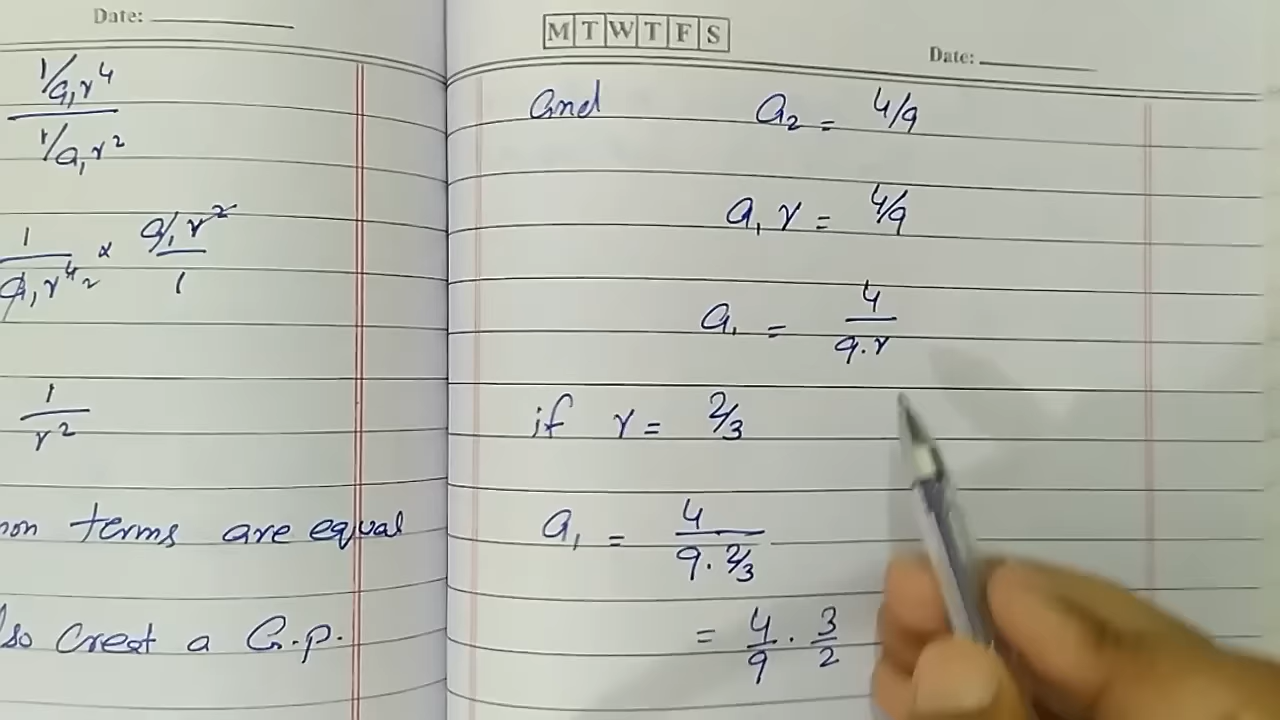 Date:
1/a₁r⁴
1/a₁r²
1/a₁r⁴ 2 × a₁r²/1
1/r²
terms are equal
creat a G.p.
M T W T F S
Date:
and a₂ = 4/9
a₁r = 4/9
a₁ = 4/9.r
if r = 2/3
a₁ = 4/9.2/3
= 4/9 . 3/2